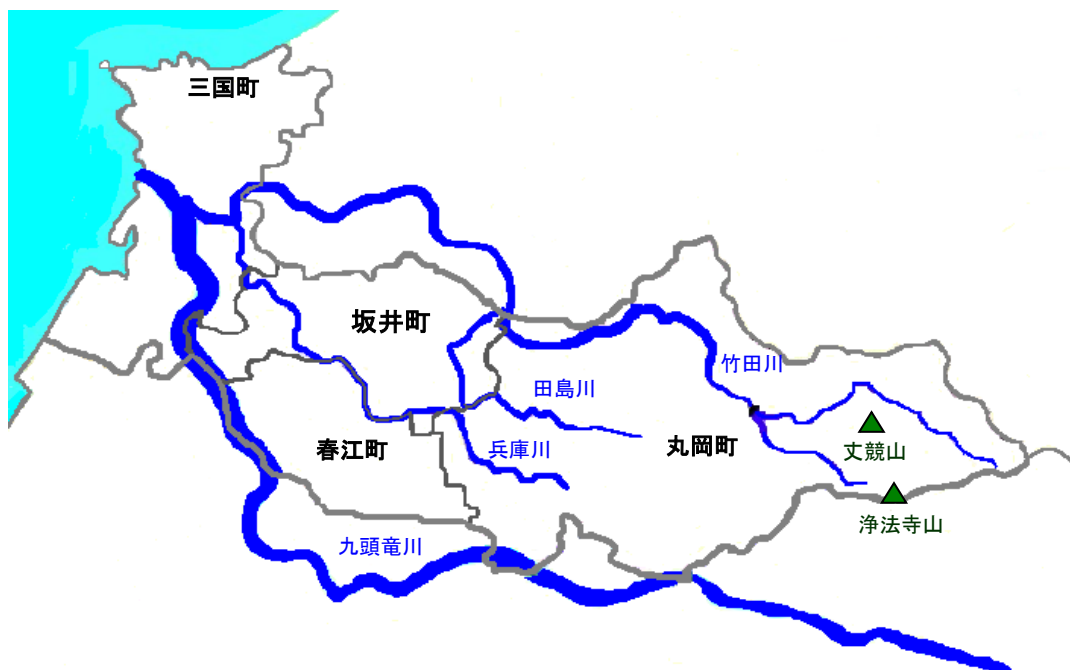 三国町
坂井町
竹田川
田島川
丸岡町
丈競山
春江町
兵庫川
浄法寺山
九頭竜川